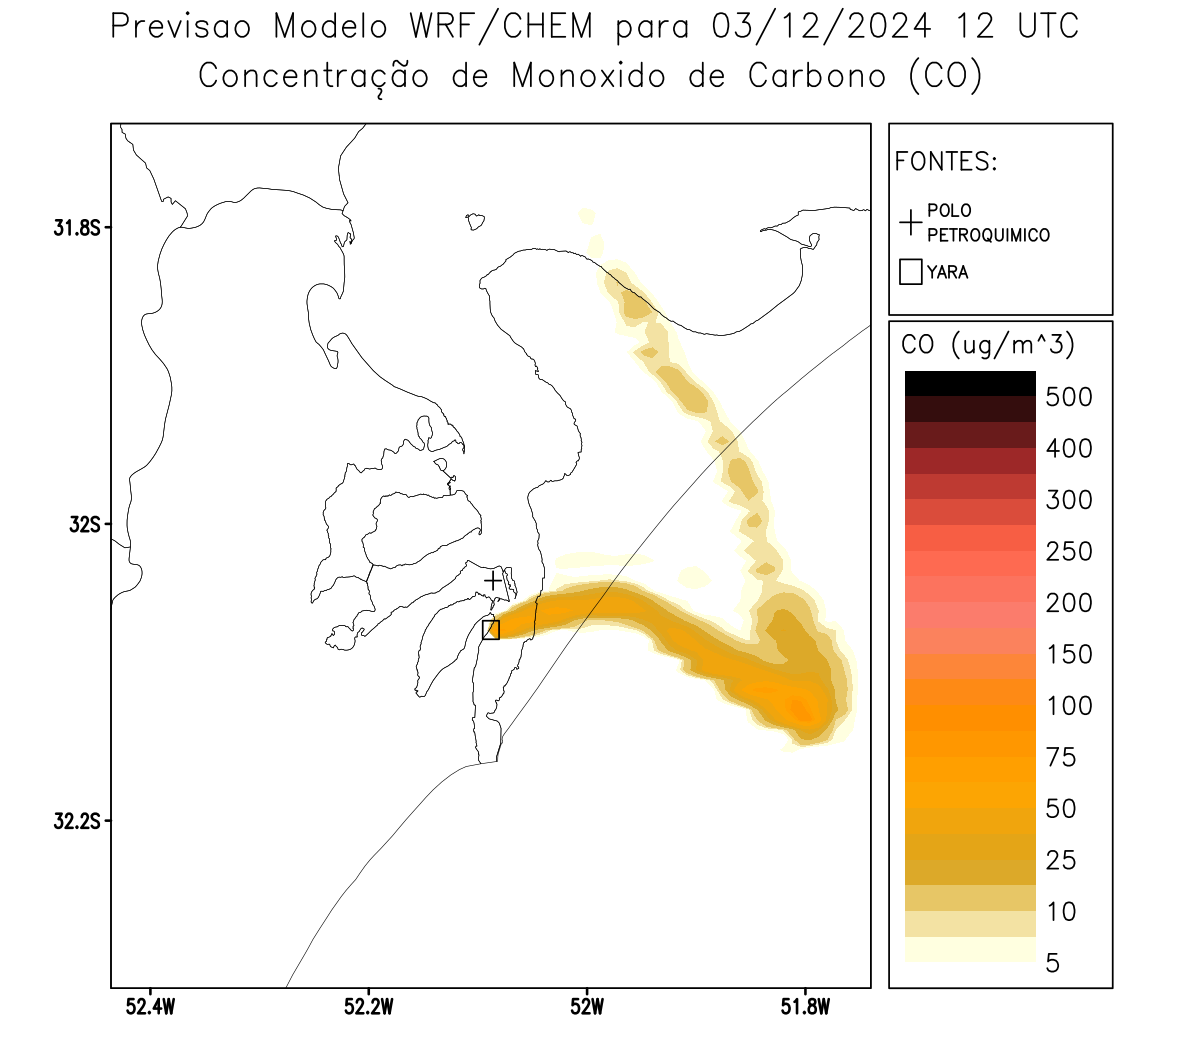 Previsao Modelo WRF/CHEM para 03/12/2024 12 UTC
Concentração de Monoxido de Carbono (CO)
FONTES:
POLO
PETROQUIMICO
YARA
31.8S
32S
32.2S
52.4W
52.2W
52W
51.8W
CO (ug/m^3)
500
400
300
250
200
150
100
75
50
25
10
5